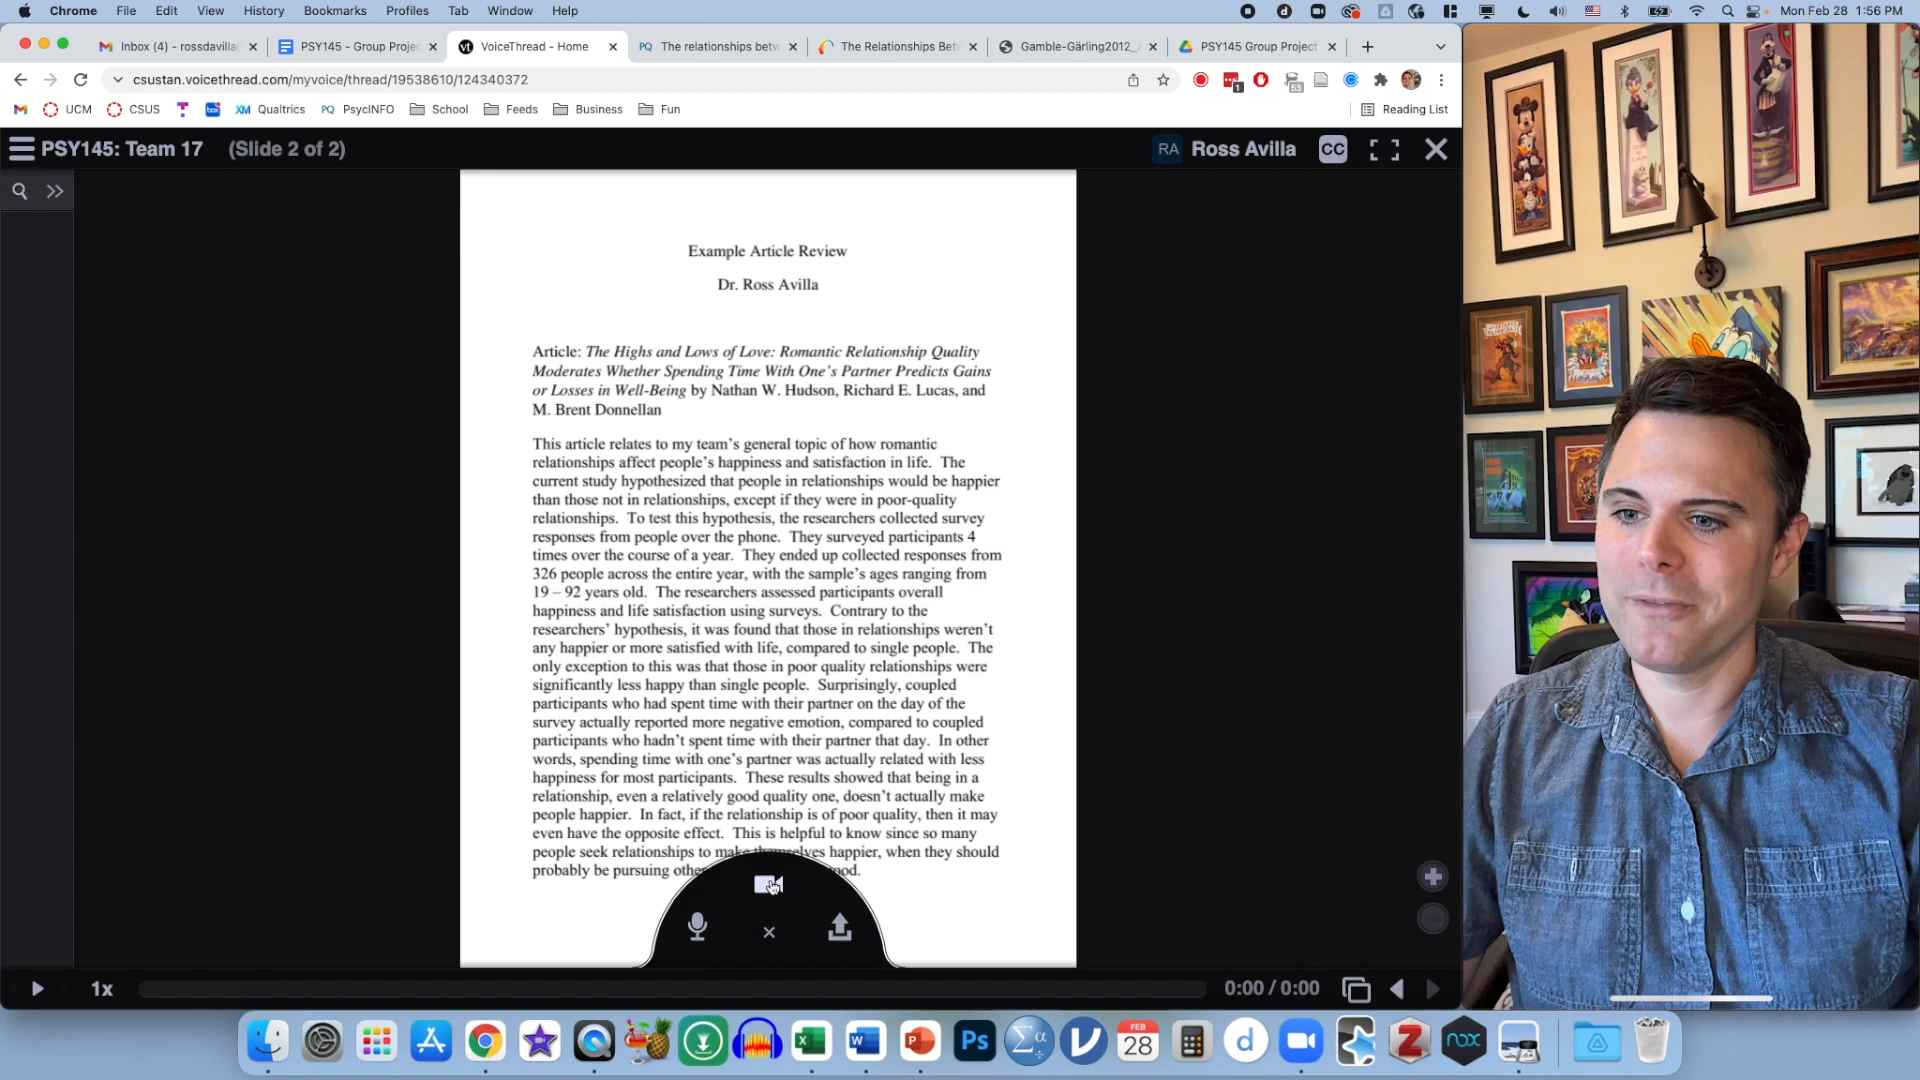 Chrome File Edit View History Bookmarks Profiles Tab Window Help
Mon Feb 28 1:56 PM
Inbox (4) - rossdavilla
PSY145 - Group Projec
VoiceThread - Home
The relationships betw
The Relationships Bet
Gamble-Gärling2012_
PSY145 Group Project
csustan.voicethread.com/myvoice/thread/19538610/124340372
UCM CSUS box XM Qualtrics PQ PsycINFO School Feeds Business Fun Reading List
PSY145: Team 17 (Slide 2 of 2)
RA Ross Avilla CC
Example Article Review
Dr. Ross Avilla
Article: The Highs and Lows of Love: Romantic Relationship Quality
Moderates Whether Spending Time With One's Partner Predicts Gains
or Losses in Well-Being by Nathan W. Hudson, Richard E. Lucas, and
M. Brent Donnellan
This article relates to my team's general topic of how romantic
relationships affect people's happiness and satisfaction in life. The
current study hypothesized that people in relationships would be happier
than those not in relationships, except if they were in poor-quality
relationships. To test this hypothesis, the researchers collected survey
responses from people over the phone. They surveyed participants 4
times over the course of a year. They ended up collected responses from
326 people across the entire year, with the sample's ages ranging from
19 – 92 years old. The researchers assessed participants overall
happiness and life satisfaction using surveys. Contrary to the
researchers' hypothesis, it was found that those in relationships weren't
any happier or more satisfied with life, compared to single people. The
only exception to this was that those in poor quality relationships were
significantly less happy than single people. Surprisingly, coupled
participants who had spent time with their partner on the day of the
survey actually reported more negative emotion, compared to coupled
participants who hadn't spent time with their partner that day. In other
words, spending time with one's partner was actually related with less
happiness for most participants. These results showed that being in a
relationship, even a relatively good quality one, doesn't actually make
people happier. In fact, if the relationship is of poor quality, then it may
even have the opposite effect. This is helpful to know since so many
people seek relationships to make themselves happier, when they should
probably be pursuing other ood.
1x
0:00 / 0:00
FEB
28
Ps
Σα
nox